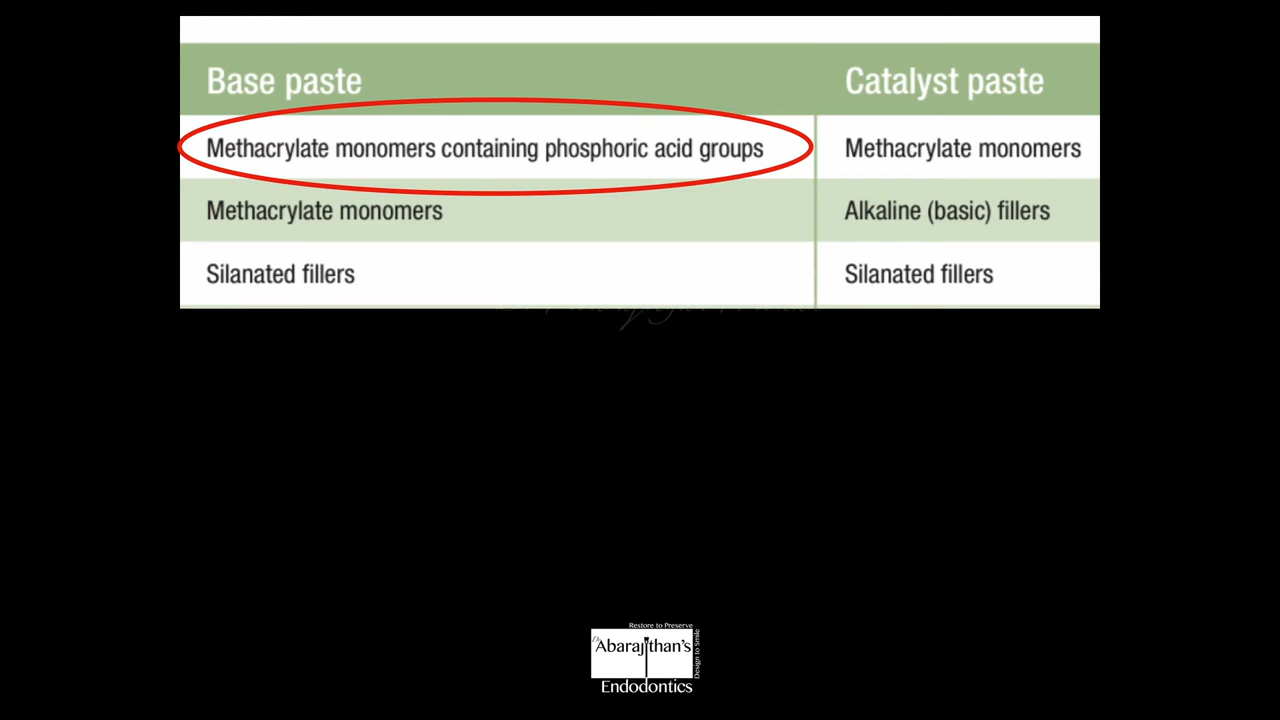 Base paste Catalyst paste
Methacrylate monomers containing phosphoric acid groups Methacrylate monomers
Methacrylate monomers Alkaline (basic) fillers
Silanated fillers Silanated fillers
Restore to Preserve
Dr Abarajithan's
Design to Smile
Endodontics